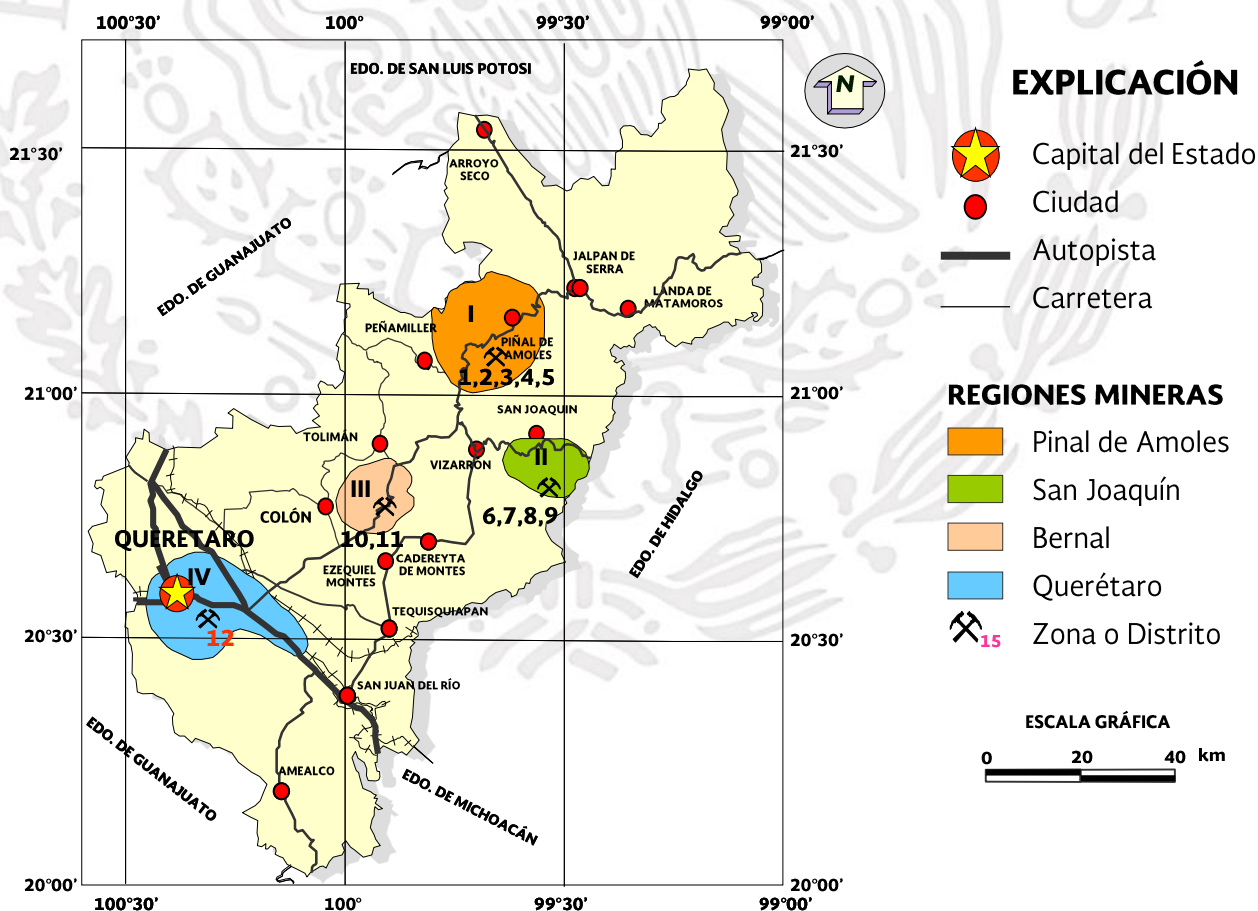 100°30’ 100° 99°30’ 99°00’
EDO. DE SAN LUIS POTOSI
N
EXPLICACIÓN
21°30’ 21°30’
Capital del Estado
ARROYO
SECO
Ciudad
EDO. DE GUANAJUATO
JALPAN DE
SERRA
Autopista
LANDA DE
MATAMOROS
Carretera
I
PEÑAMILLER
PIÑAL DE
AMOLES
1,2,3,4,5
21°00’ 21°00’
REGIONES MINERAS
SAN JOAQUIN
TOLIMÁN
Pinal de Amoles
VIZARRÓN
II
San Joaquín
III
6,7,8,9
COLÓN
EDO. DE HIDALGO
QUERETARO
10,11
Bernal
CADEREYTA
DE MONTES
EZEQUIEL
MONTES
IV
Querétaro
TEQUISQUIAPAN
12
20°30’ 20°30’
Zona o Distrito
15
SAN JUAN DEL RÍO
EDO. DE GUANAJUATO
ESCALA GRÁFICA
0 20 40 km
AMEALCO
EDO. DE MICHOACÁN
20°00’ 20°00’
100°30’ 100° 99°30’ 99°00’